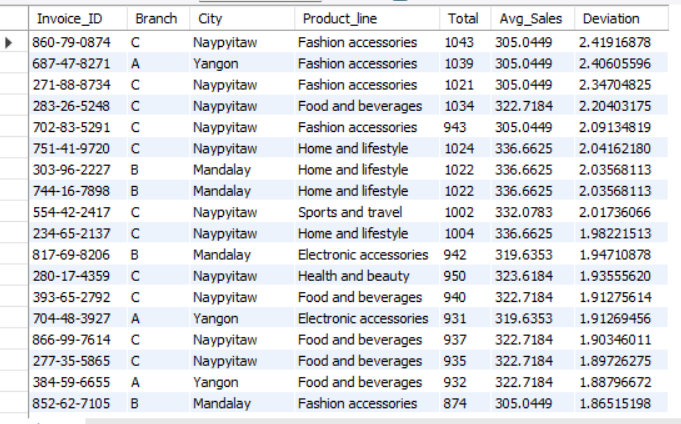 Invoice_ID Branch City Product_line Total Avg_Sales Deviation
860-79-0874 C Naypyitaw Fashion accessories 1043 305.0449 2.41916878
687-47-8271 A Yangon Fashion accessories 1039 305.0449 2.40605596
271-88-8734 C Naypyitaw Fashion accessories 1021 305.0449 2.34704825
283-26-5248 C Naypyitaw Food and beverages 1034 322.7184 2.20403175
702-83-5291 C Naypyitaw Fashion accessories 943 305.0449 2.09134819
751-41-9720 C Naypyitaw Home and lifestyle 1024 336.6625 2.04162180
303-96-2227 B Mandalay Home and lifestyle 1022 336.6625 2.03568113
744-16-7898 B Mandalay Home and lifestyle 1022 336.6625 2.03568113
554-42-2417 C Naypyitaw Sports and travel 1002 332.0783 2.01736066
234-65-2137 C Naypyitaw Home and lifestyle 1004 336.6625 1.98221513
817-69-8206 B Mandalay Electronic accessories 942 319.6353 1.94710878
280-17-4359 C Naypyitaw Health and beauty 950 323.6184 1.93555620
393-65-2792 C Naypyitaw Food and beverages 940 322.7184 1.91275614
704-48-3927 A Yangon Electronic accessories 931 319.6353 1.91269456
866-99-7614 C Naypyitaw Food and beverages 937 322.7184 1.90346011
277-35-5865 C Naypyitaw Food and beverages 935 322.7184 1.89726275
384-59-6655 A Yangon Food and beverages 932 322.7184 1.88796672
852-62-7105 B Mandalay Fashion accessories 874 305.0449 1.86515198